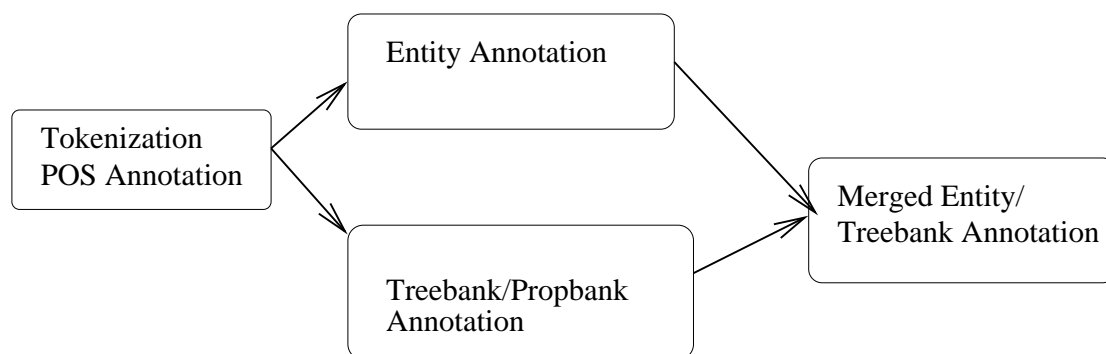 Entity Annotation
Tokenization
POS Annotation
Merged Entity/
Treebank Annotation
Treebank/Propbank
Annotation